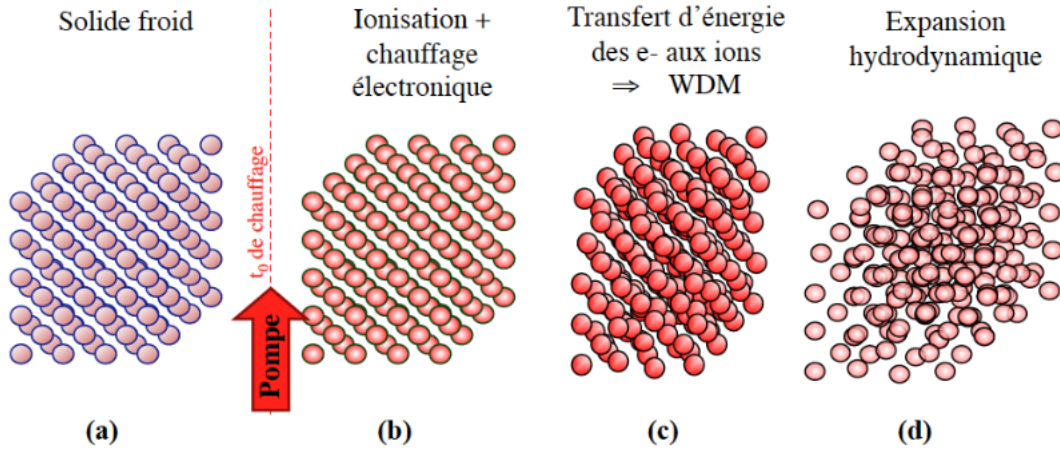 Solide froid
Ionisation +
chauffage
électronique
Transfert d'énergie
des e- aux ions
⇒ WDM
Expansion
hydrodynamique
t₀ de chauffage
Pompe
(a)
(b)
(c)
(d)